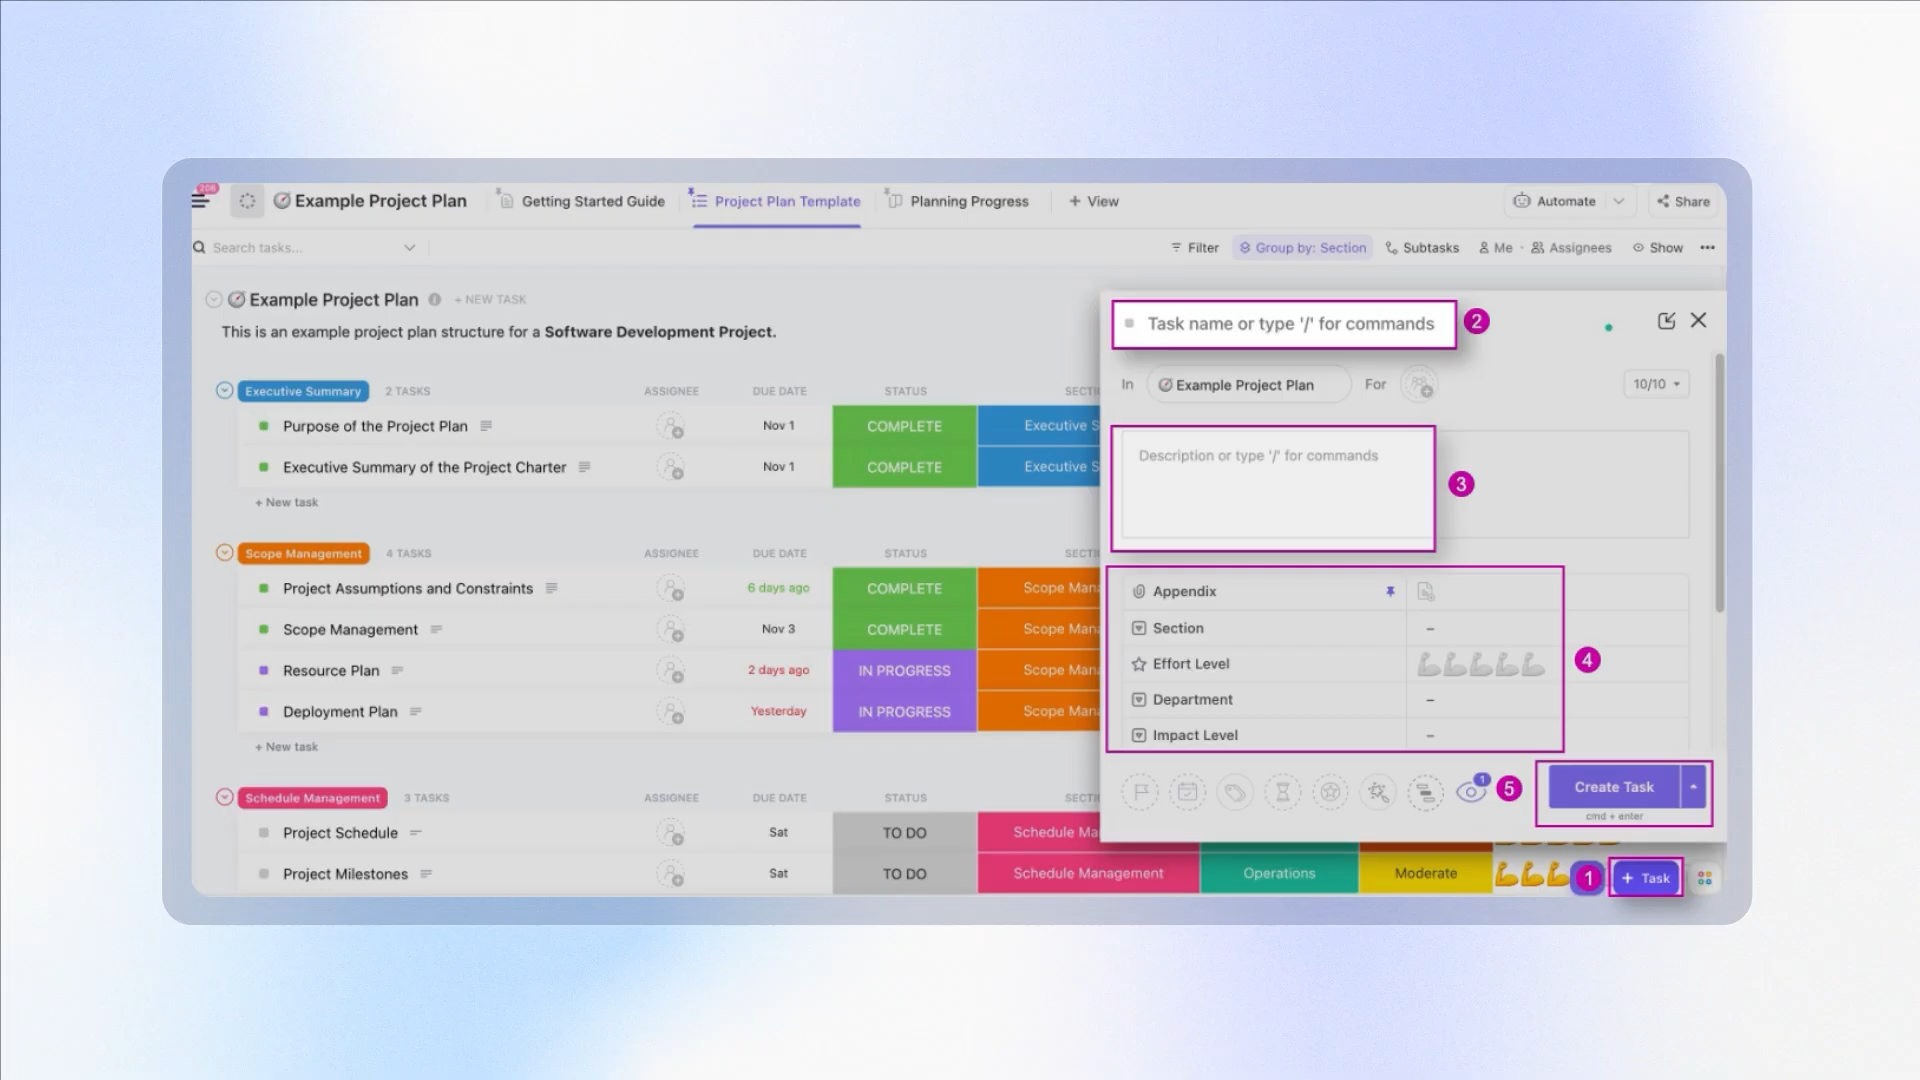 206
Example Project Plan
Getting Started Guide
Project Plan Template
Planning Progress
+ View
Automate
Share
Search tasks...
Filter
Group by: Section
Subtasks
Me
Assignees
Show
Example Project Plan
+ NEW TASK
This is an example project plan structure for a Software Development Project.
Executive Summary 2 TASKS ASSIGNEE DUE DATE STATUS
Purpose of the Project Plan Nov 1 COMPLETE Executive S
Executive Summary of the Project Charter Nov 1 COMPLETE Executive S
+ New task
Scope Management 4 TASKS ASSIGNEE DUE DATE STATUS
Project Assumptions and Constraints 6 days ago COMPLETE Scope Man
Scope Management Nov 3 COMPLETE Scope Man
Resource Plan 2 days ago IN PROGRESS Scope Man
Deployment Plan Yesterday IN PROGRESS Scope Man
+ New task
Schedule Management 3 TASKS ASSIGNEE DUE DATE STATUS
Project Schedule Sat TO DO Schedule Ma
Project Milestones Sat TO DO Schedule Management Operations Moderate
Task name or type '/' for commands
2
In Example Project Plan For
10/10
Description or type '/' for commands
3
Appendix
Section –
Effort Level
4
Department –
Impact Level –
1
5
Create Task
cmd + enter
1
+ Task